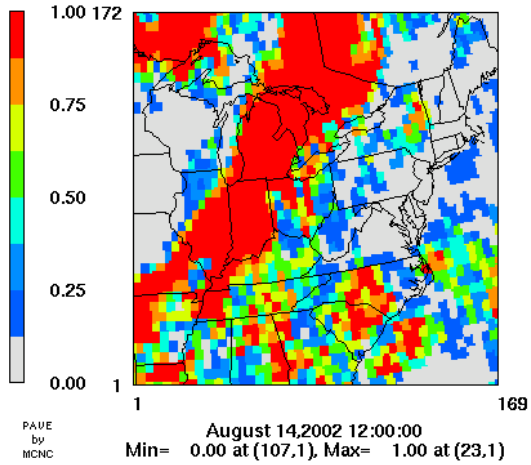 1.00
172
0.75
0.50
0.25
0.00
1
1
169
PAVE
by
MCNC
August 14,2002 12:00:00
Min= 0.00 at (107,1), Max= 1.00 at (23,1)